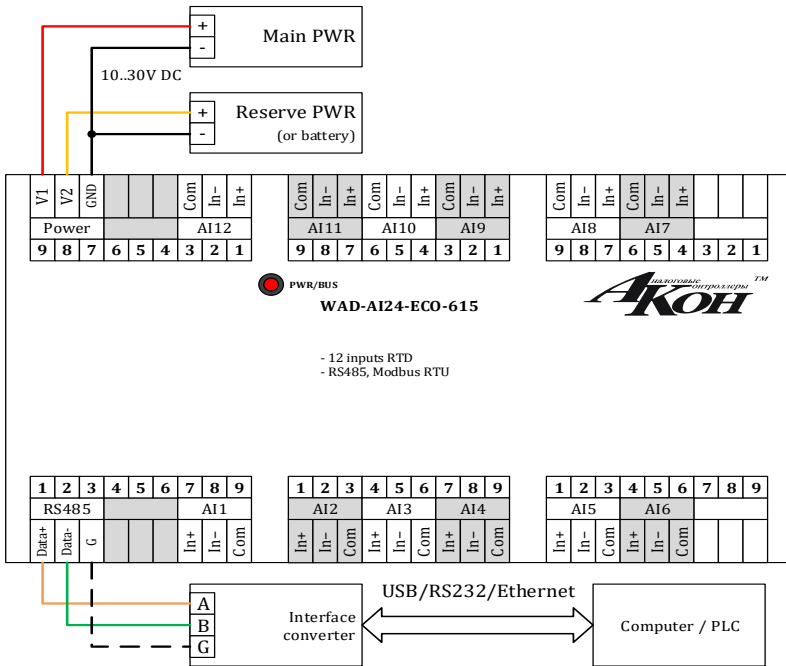 + Main PWR
-
10..30V DC
+ Reserve PWR
- (or battery)
V1 V2 GND Com In- In+ Com In- In+ Com In- In+ Com In- In+ Com In- In+ Com In- In+
Power AI12 AI11 AI10 AI9 AI8 AI7
9 8 7 6 5 4 3 2 1 9 8 7 6 5 4 3 2 1 9 8 7 6 5 4 3 2 1
PWR/BUS
WAD-AI24-ECO-615
АКОН аналоговые контроллеры TM
- 12 inputs RTD
- RS485, Modbus RTU
1 2 3 4 5 6 7 8 9 1 2 3 4 5 6 7 8 9 1 2 3 4 5 6 7 8 9
RS485 AI1 AI2 AI3 AI4 AI5 AI6
Data+ Data- G In+ In- Com In+ In- Com In+ In- Com In+ In- Com In+ In- Com In+ In- Com
USB/RS232/Ethernet
A
B
G
Interface
converter
Computer / PLC